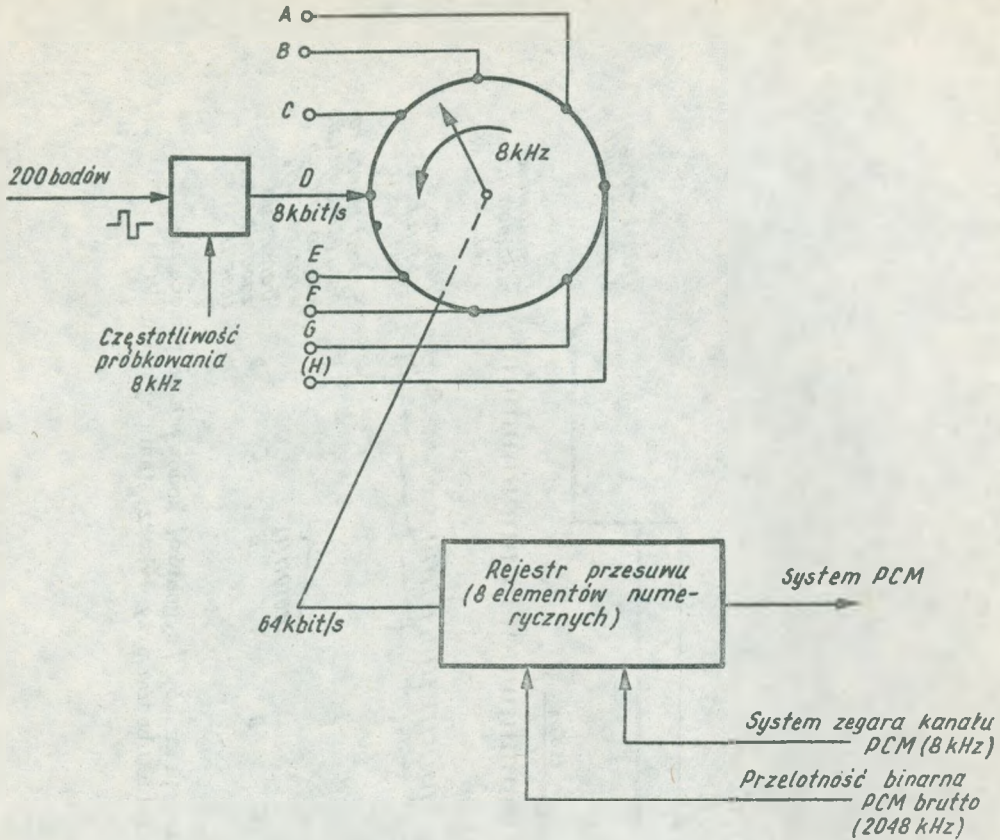 A
B
C
200 bodów
D
8kbit/s
8kHz
E
F
G
(H)
Częstotliwość
próbkowania
8kHz
64kbit/s
Rejestr przesuwu
(8 elementów nume-
rycznych)
System PCM
System zegara kanału
PCM (8 kHz)
Przelotność binarna
PCM brutto
(2048 kHz)